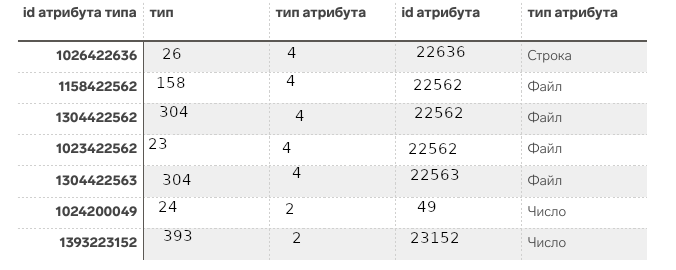 id атрибута типа тип тип атрибута id атрибута тип атрибута
1026422636 26 4 22636 Строка
1158422562 158 4 22562 Файл
1304422562 304 4 22562 Файл
1023422562 23 4 22562 Файл
1304422563 304 4 22563 Файл
1024200049 24 2 49 Число
1393223152 393 2 23152 Число